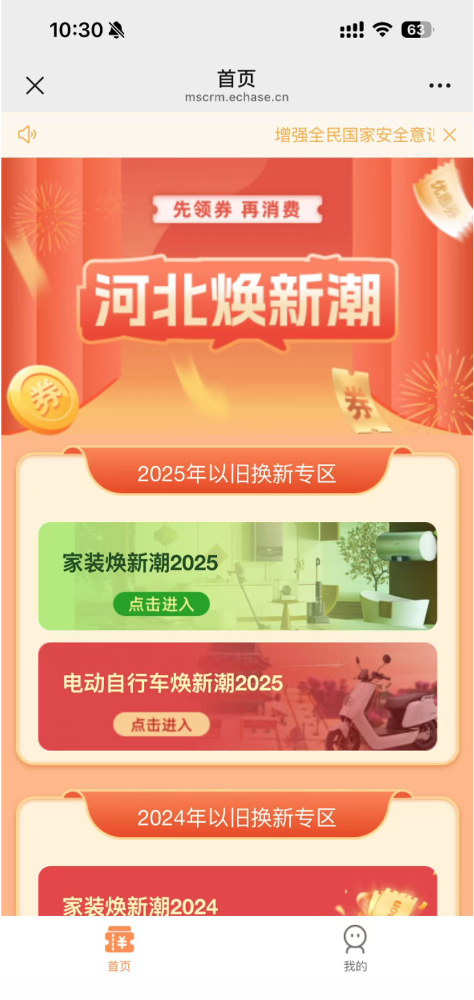 10:30
63
首页
mscrm.echase.cn
增强全民国家安全意
优惠券
先领券 再消费
河北焕新潮
券
券
2025年以旧换新专区
家装焕新潮2025
点击进入
电动自行车焕新潮2025
点击进入
2024年以旧换新专区
家装焕新潮2024
首页
我的